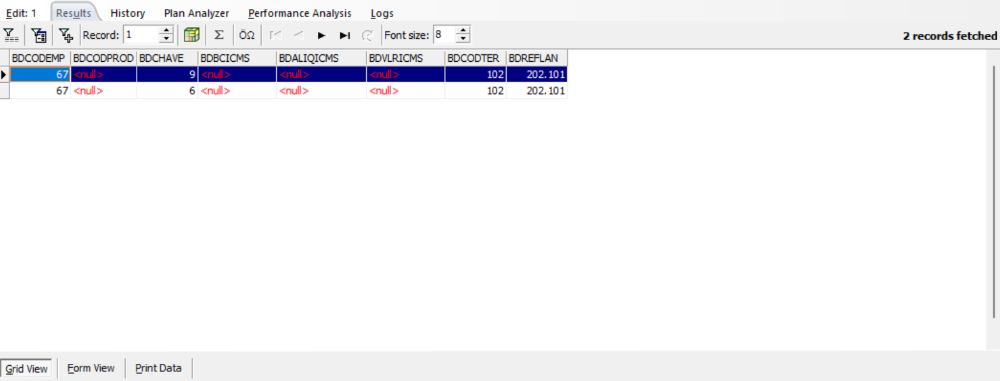 Edit: 1 Results History Plan Analyzer Performance Analysis Logs
Record: 1 Σ ÖΩ Font size: 8 2 records fetched
BDCODEMP BDCODPROD BDCHAVE BDBCICMS BDALIQICMS BDVLRICMS BDCODTER BDREFLAN
67 <null> 9 <null> <null> <null> 102 202.101
67 <null> 6 <null> <null> <null> 102 202.101
Grid View Form View Print Data